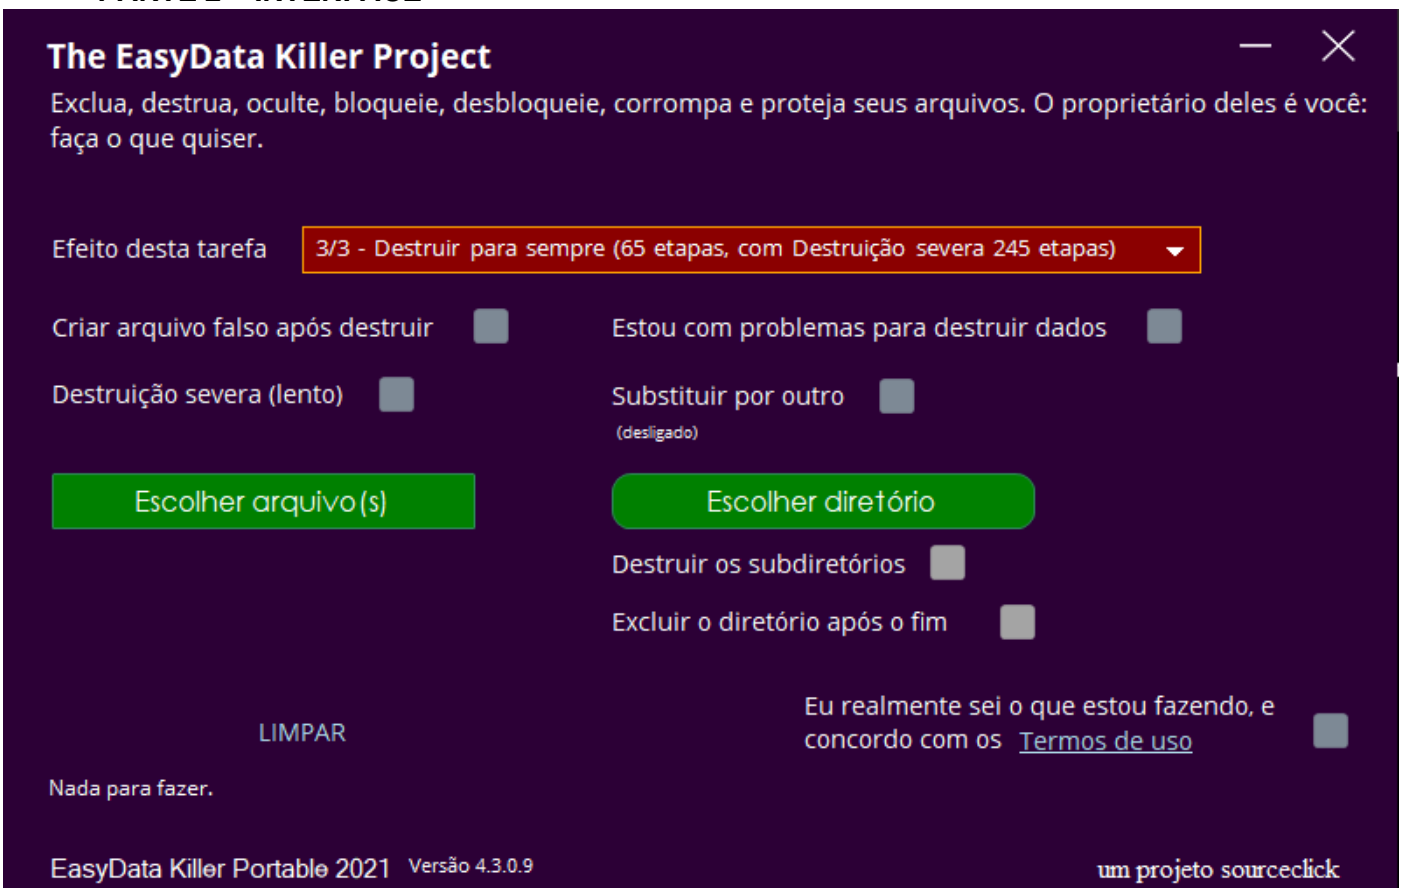 The EasyData Killer Project
Exclua, destrua, oculte, bloqueie, desbloqueie, corrompa e proteja seus arquivos. O proprietário deles é você:
faça o que quiser.
Efeito desta tarefa
3/3 - Destruir para sempre (65 etapas, com Destruição severa 245 etapas)
Criar arquivo falso após destruir
Estou com problemas para destruir dados
Destruição severa (lento)
Substituir por outro
(desligado)
Escolher arquivo(s)
Escolher diretório
Destruir os subdiretórios
Excluir o diretório após o fim
Eu realmente sei o que estou fazendo, e
concordo com os Termos de uso
LIMPAR
Nada para fazer.
EasyData Killer Portable 2021 Versão 4.3.0.9
um projeto sourceclick